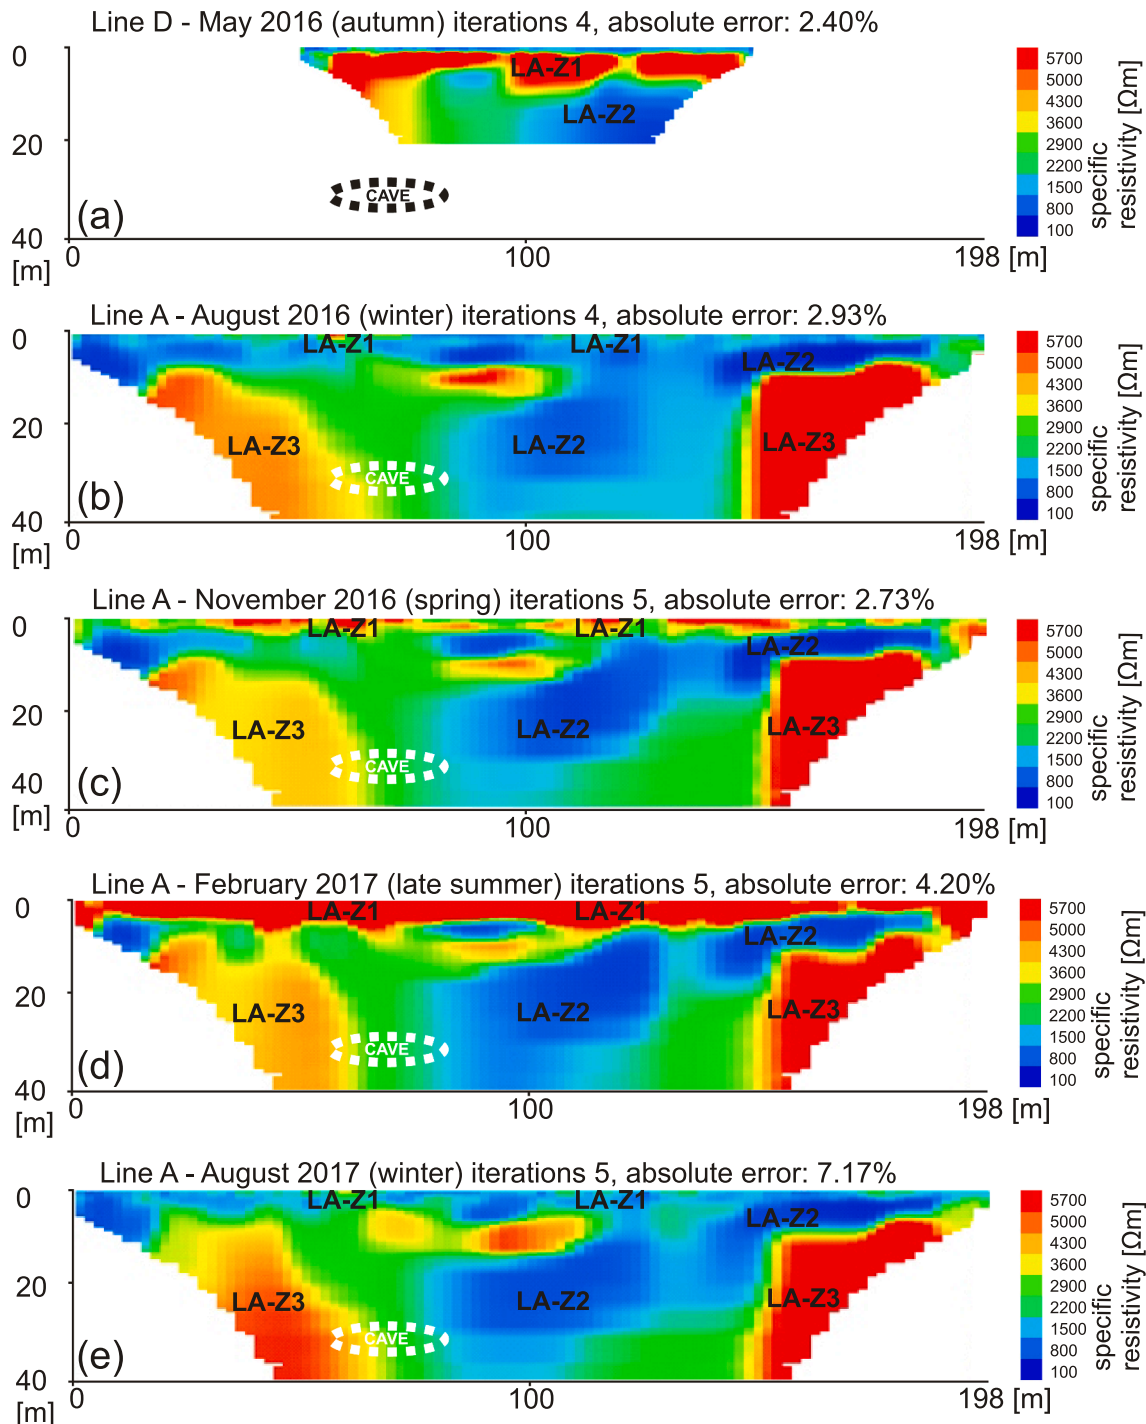 Line D - May 2016 (autumn) iterations 4, absolute error: 2.40%
0
20
40
[m]
LA-Z1
LA-Z2
CAVE
(a)
0
100
198 [m]
5700
5000
4300
3600
2900
2200
1500
800
100
specific
resistivity [Ωm]
Line A - August 2016 (winter) iterations 4, absolute error: 2.93%
0
20
40
[m]
LA-Z1
LA-Z1
LA-Z2
LA-Z3
LA-Z2
LA-Z3
CAVE
(b)
0
100
198 [m]
5700
5000
4300
3600
2900
2200
1500
800
100
specific
resistivity [Ωm]
Line A - November 2016 (spring) iterations 5, absolute error: 2.73%
0
20
40
[m]
LA-Z1
LA-Z1
LA-Z2
LA-Z3
LA-Z2
LA-Z3
CAVE
(c)
0
100
198 [m]
5700
5000
4300
3600
2900
2200
1500
800
100
specific
resistivity [Ωm]
Line A - February 2017 (late summer) iterations 5, absolute error: 4.20%
0
20
40
[m]
LA-Z1
LA-Z1
LA-Z2
LA-Z3
LA-Z2
LA-Z3
CAVE
(d)
0
100
198 [m]
5700
5000
4300
3600
2900
2200
1500
800
100
specific
resistivity [Ωm]
Line A - August 2017 (winter) iterations 5, absolute error: 7.17%
0
20
40
[m]
LA-Z1
LA-Z1
LA-Z2
LA-Z3
LA-Z2
LA-Z3
CAVE
(e)
0
100
198 [m]
5700
5000
4300
3600
2900
2200
1500
800
100
specific
resistivity [Ωm]